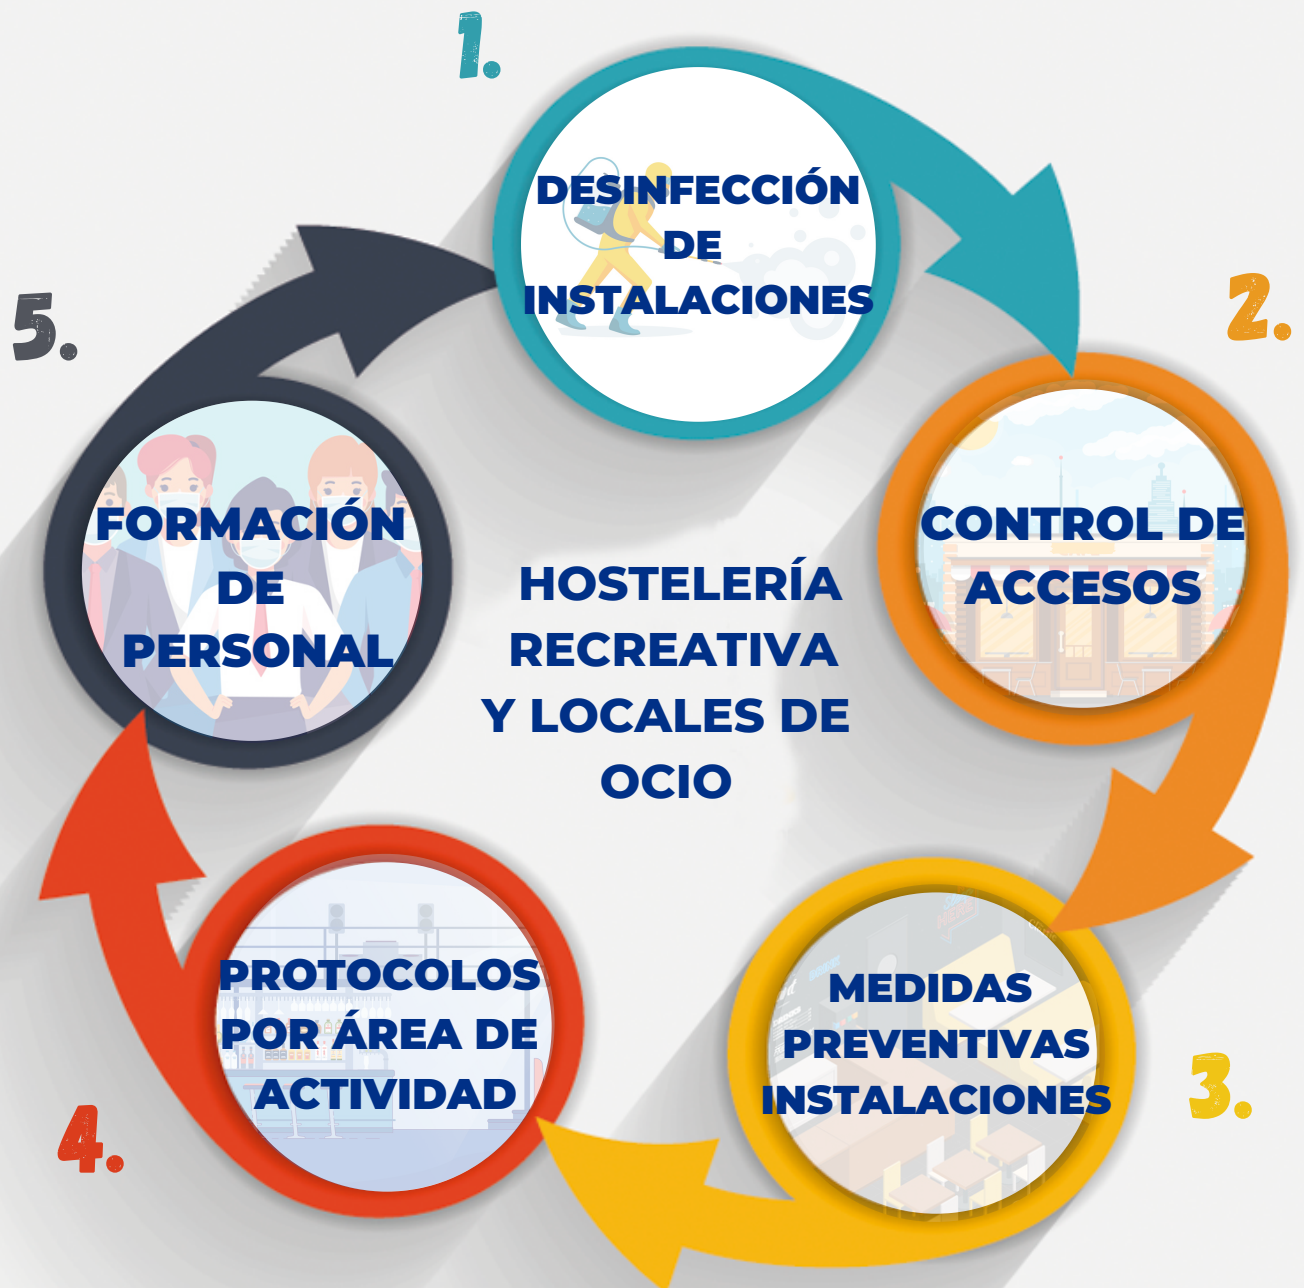 1.
DESINFECCIÓN
DE
INSTALACIONES
2.
CONTROL DE
ACCESOS
3.
MEDIDAS
PREVENTIVAS
INSTALACIONES
4.
PROTOCOLOS
POR ÁREA DE
ACTIVIDAD
5.
FORMACIÓN
DE
PERSONAL
HOSTELERÍA
RECREATIVA
Y LOCALES DE
OCIO